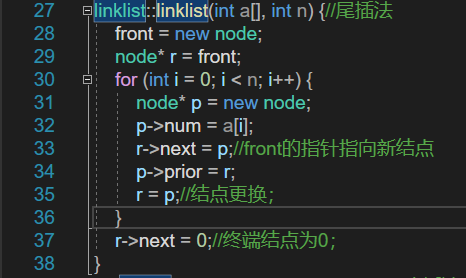 27 linklist::linklist(int a[], int n) {//尾插法
28 front = new node;
29 node* r = front;
30 for (int i = 0; i < n; i++) {
31 node* p = new node;
32 p->num = a[i];
33 r->next = p;//front的指针指向新结点
34 p->prior = r;
35 r = p;//结点更换;
36 }
37 r->next = 0;//终端结点为0;
38 }